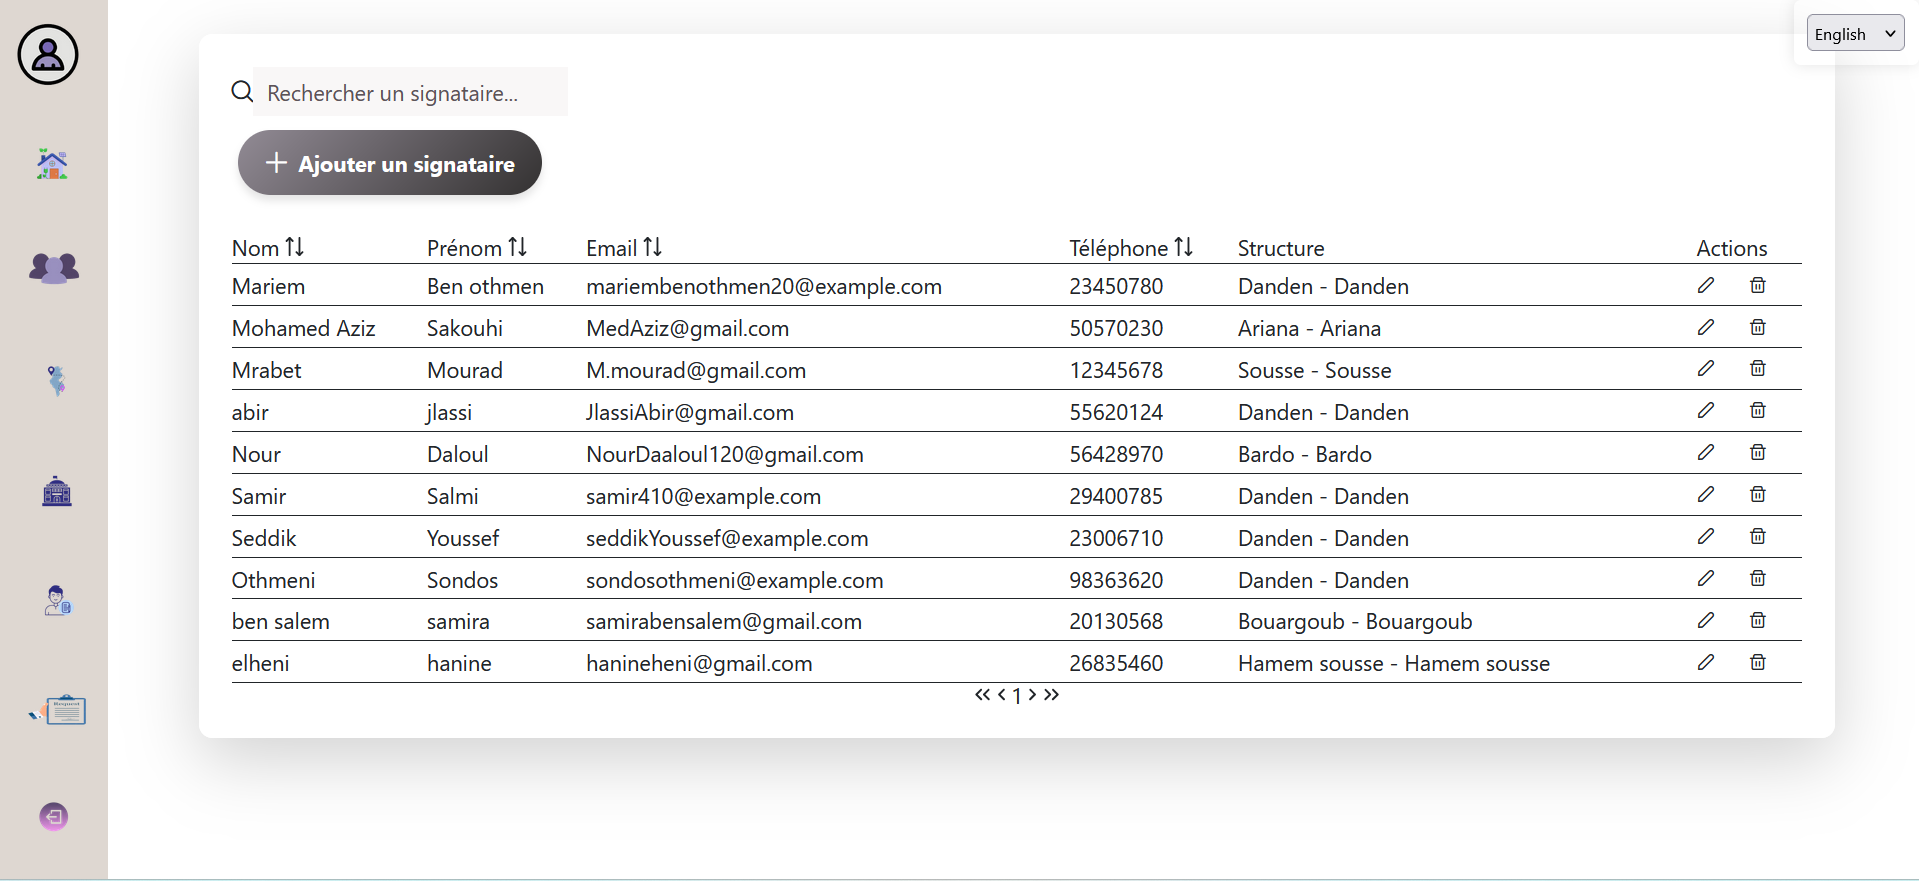 English
Rechercher un signataire...
Ajouter un signataire
Nom Prénom Email Téléphone Structure Actions
Mariem Ben othmen mariembenothmen20@example.com 23450780 Danden - Danden
Mohamed Aziz Sakouhi MedAziz@gmail.com 50570230 Ariana - Ariana
Mrabet Mourad M.mourad@gmail.com 12345678 Sousse - Sousse
abir jlassi JlassiAbir@gmail.com 55620124 Danden - Danden
Nour Daloul NourDaaloul120@gmail.com 56428970 Bardo - Bardo
Samir Salmi samir410@example.com 29400785 Danden - Danden
Seddik Youssef seddikYoussef@example.com 23006710 Danden - Danden
Othmeni Sondos sondosothmeni@example.com 98363620 Danden - Danden
ben salem samira samirabensalem@gmail.com 20130568 Bouargoub - Bouargoub
elheni hanine hanineheni@gmail.com 26835460 Hamem sousse - Hamem sousse
« ‹ 1 › »
Request